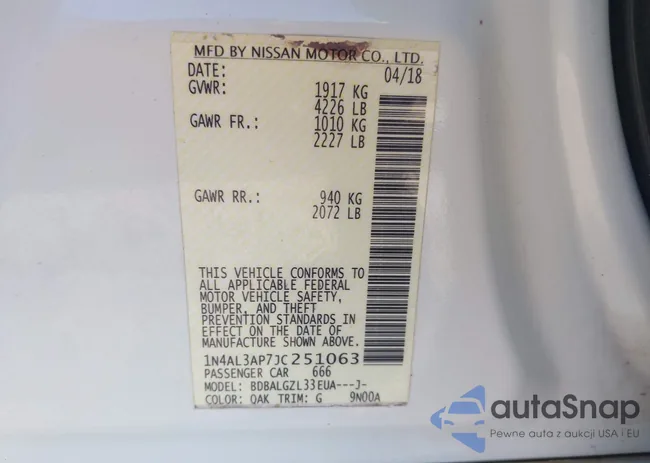 MFD BY NISSAN MOTOR CO., LTD.
DATE: 04/18
GVWR: 1917 KG
4226 LB
GAWR FR.: 1010 KG
2227 LB
GAWR RR.: 940 KG
2072 LB
THIS VEHICLE CONFORMS TO
ALL APPLICABLE FEDERAL
MOTOR VEHICLE SAFETY,
BUMPER, AND THEFT
PREVENTION STANDARDS IN
EFFECT ON THE DATE OF
MANUFACTURE SHOWN ABOVE.
1N4AL3AP7JC251063
PASSENGER CAR 666
MODEL: BDBALGZL33EUA---J-
COLOR: QAK TRIM: G 9N00A
autaSnap
Pewne auta z aukcji USA i EU